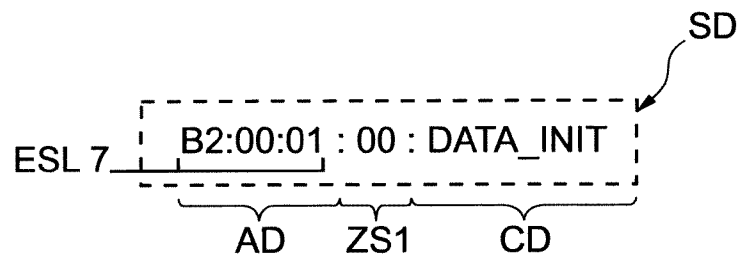 SD
B2:00:01 : 00 : DATA_INIT
ESL 7
AD ZS1 CD